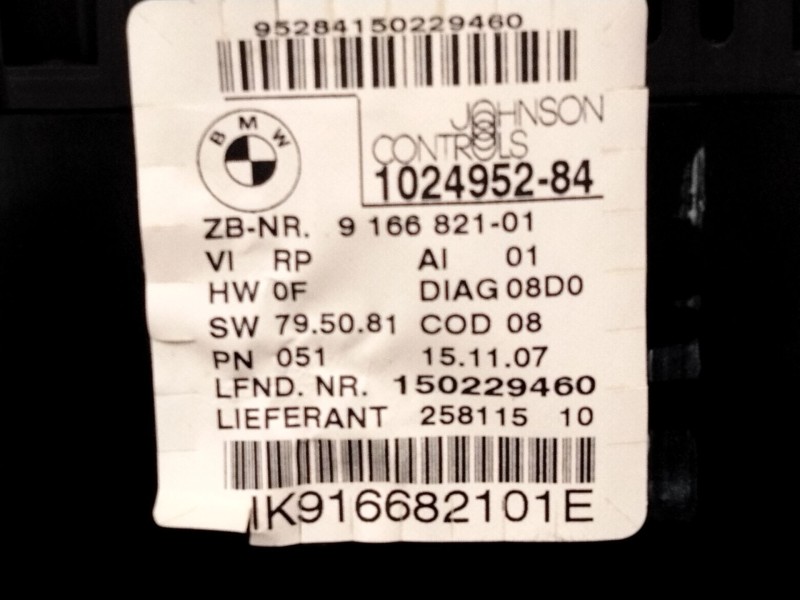 95284150229460
BMW
JOHNSON
CONTROLS
1024952-84
ZB-NR. 9 166 821-01
VI RP AI 01
HW 0F DIAG 08D0
SW 79.50.81 COD 08
PN 051 15.11.07
LFND. NR. 150229460
LIEFERANT 258115 10
IK916682101E